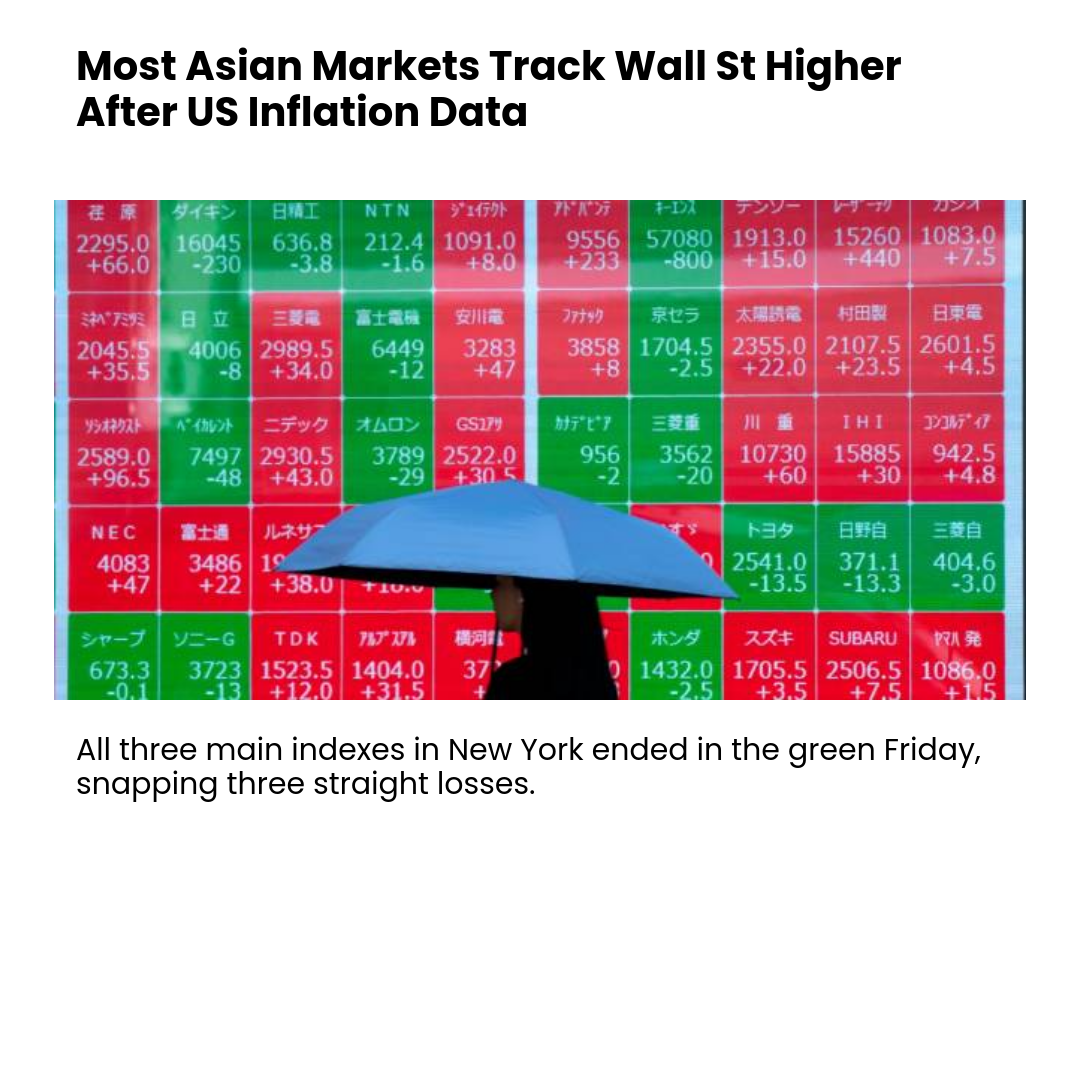 Most Asian Markets Track Wall St Higher
After US Inflation Data
荏 原 ダイキン 日精工 NTN ｼﾞｪｲﾃｸﾄ ｱﾄﾞﾊﾞﾝﾃ ｷｰｴﾝｽ デンソー ﾚｰｻﾞｰﾃｸ カシオ
2295.0 16045 636.8 212.4 1091.0 9556 57080 1913.0 15260 1083.0
+66.0 -230 -3.8 -1.6 +8.0 +233 -800 +15.0 +440 +7.5
ﾐﾈﾍﾞｱﾐﾂﾐ 日 立 三菱電 富士電機 安川電 ﾌｧﾅｯｸ 京セラ 太陽誘電 村田製 日東電
2045.5 4006 2989.5 6449 3283 3858 1704.5 2355.0 2107.5 2601.5
+35.5 -8 +34.0 -12 +47 +8 -2.5 +22.0 +23.5 +4.5
ｿｼｵﾈｸｽﾄ ﾍﾞｲｶﾚﾝﾄ ニデック オムロン GSﾕｱｻ ｶﾅﾃﾞﾋﾞｱ 三菱重 川 重 IHI ｺﾝｺﾙﾃﾞｨｱ
2589.0 7497 2930.5 3789 2522.0 956 3562 10730 15885 942.5
+96.5 -48 +43.0 -29 +30.5 -2 -20 +60 +30 +4.8
NEC 富士通 ルネサ トヨタ 日野自 三菱自
4083 3486 2541.0 371.1 404.6
+47 +22 +38.0 -13.5 -13.3 -3.0
シャープ ソニーG TDK ｱﾙﾌﾟｽｱﾙ 横河電 ホンダ スズキ SUBARU ﾔﾏﾊ発
673.3 3723 1523.5 1404.0 1432.0 1705.5 2506.5 1086.0
-0.1 -13 +12.0 +31.5 -2.5 +3.5 +7.5 +1.5
All three main indexes in New York ended in the green Friday,
snapping three straight losses.